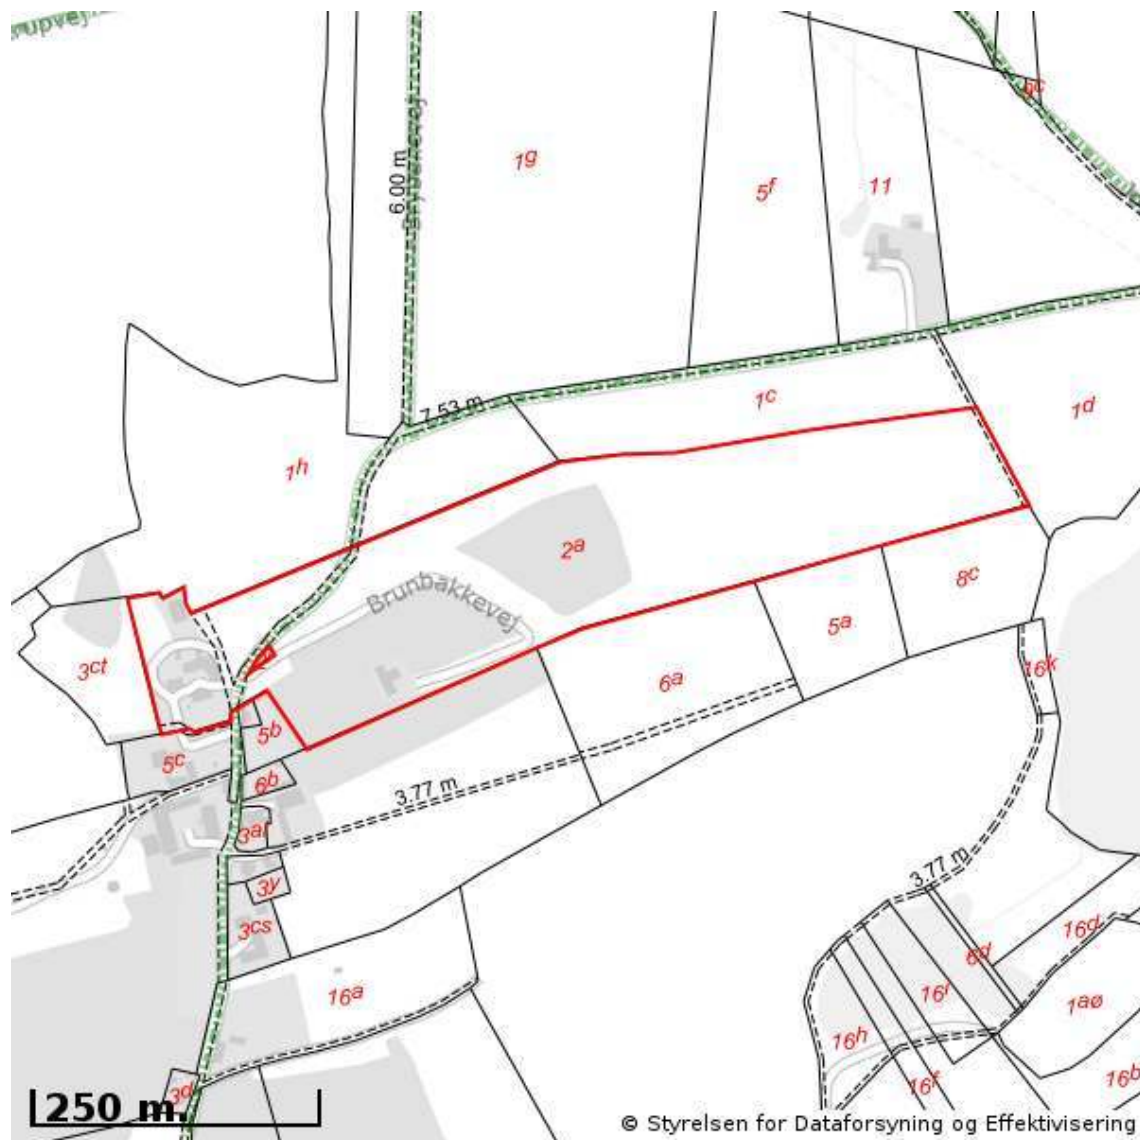 9c
1g
6.00 m
5f
11
7.53 m
1c
1d
1h
2a
8c
Brunbakkevej
5a
3ct
16k
6a
5b
5c
6b
3.77 m
3ar
3.77 m
3y
3cs
16d
6d
16a
16i
1aø
16h
16b
16f
3d
250 m.
© Styrelsen for Dataforsyning og Effektivisering